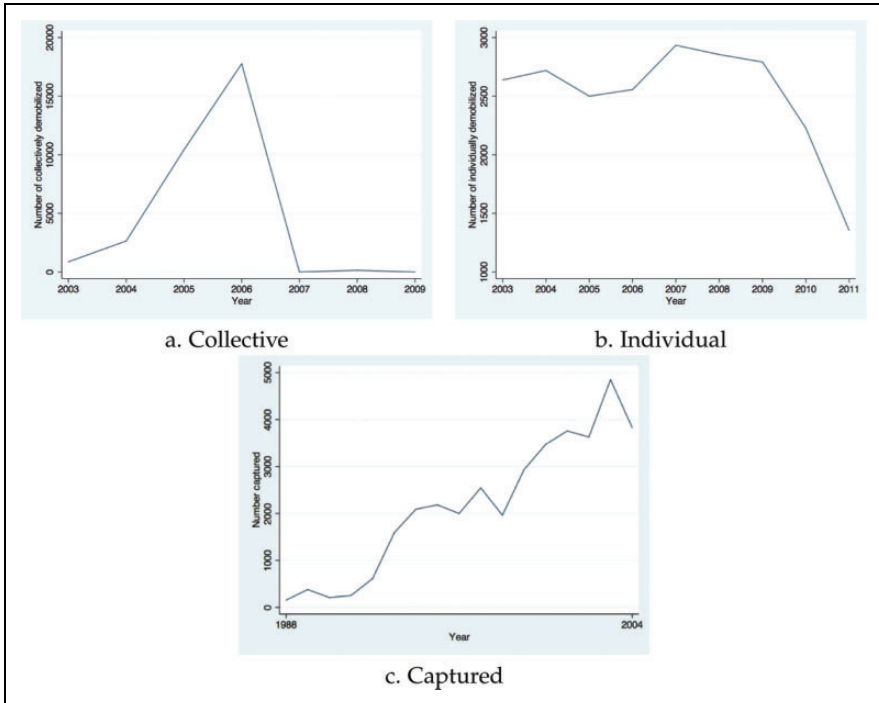 Number of collectively demobilized
20000
15000
10000
5000
0
2003 2004 2005 2006 2007 2008 2009
Year
a. Collective
Number of individually demobilized
3000
2500
2000
1500
1000
2003 2004 2005 2006 2007 2008 2009 2010 2011
Year
b. Individual
Number captured
5000
4000
3000
2000
1000
0
1988 2004
Year
c. Captured